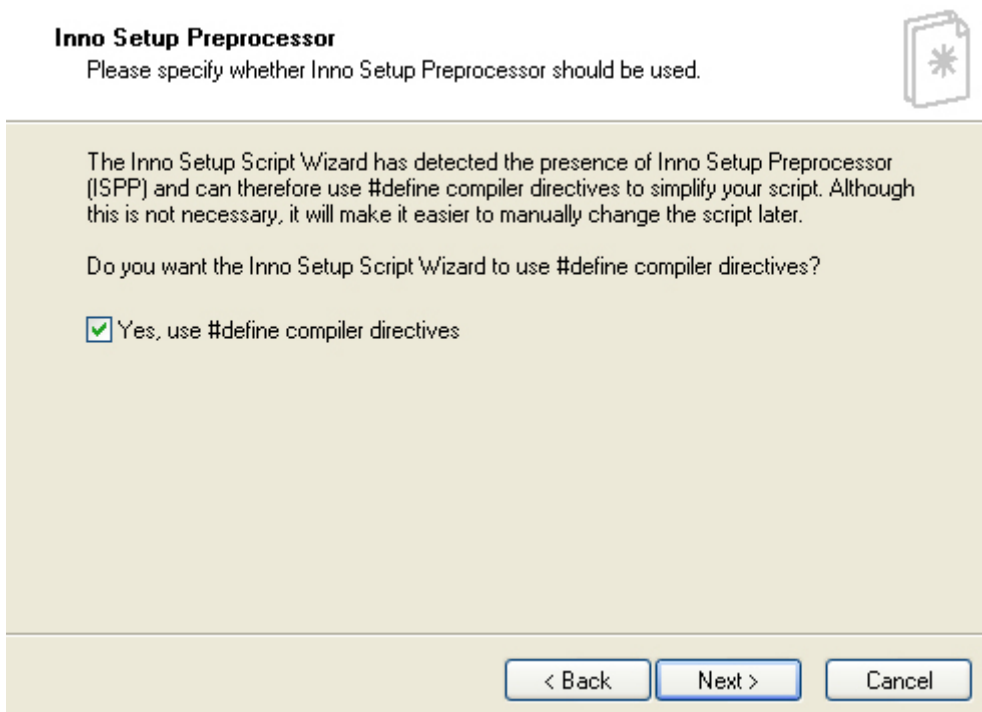 Inno Setup Preprocessor
Please specify whether Inno Setup Preprocessor should be used.
The Inno Setup Script Wizard has detected the presence of Inno Setup Preprocessor
(ISPP) and can therefore use #define compiler directives to simplify your script. Although
this is not necessary, it will make it easier to manually change the script later.
Do you want the Inno Setup Script Wizard to use #define compiler directives?
Yes, use #define compiler directives
< Back Next > Cancel